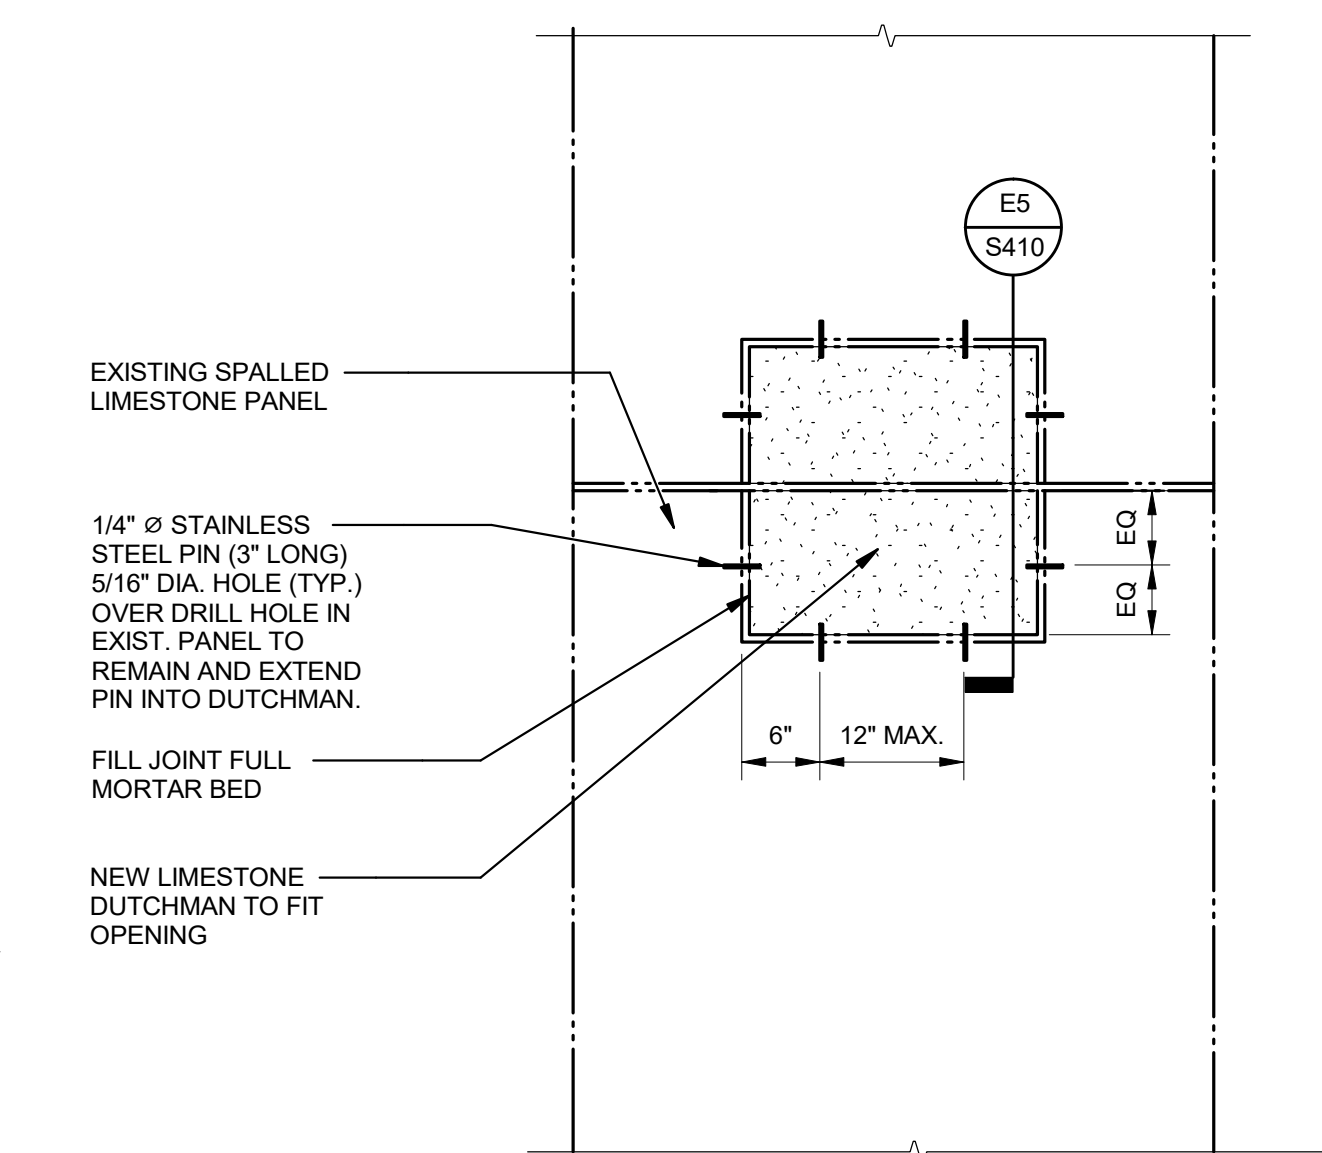 E5
S410
EXISTING SPALLED
LIMESTONE PANEL
1/4" Ø STAINLESS
STEEL PIN (3" LONG)
5/16" DIA. HOLE (TYP.)
OVER DRILL HOLE IN
EXIST. PANEL TO
REMAIN AND EXTEND
PIN INTO DUTCHMAN.
EQ
EQ
6"
12" MAX.
FILL JOINT FULL
MORTAR BED
NEW LIMESTONE
DUTCHMAN TO FIT
OPENING